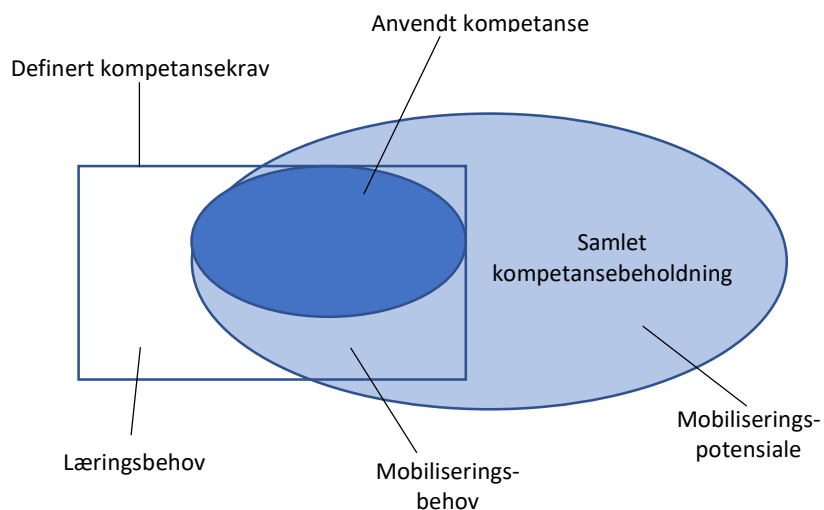 Anvendt kompetanse
Definert kompetansekrav
Samlet
kompetansebeholdning
Mobiliserings-
potensiale
Læringsbehov
Mobiliserings-
behov